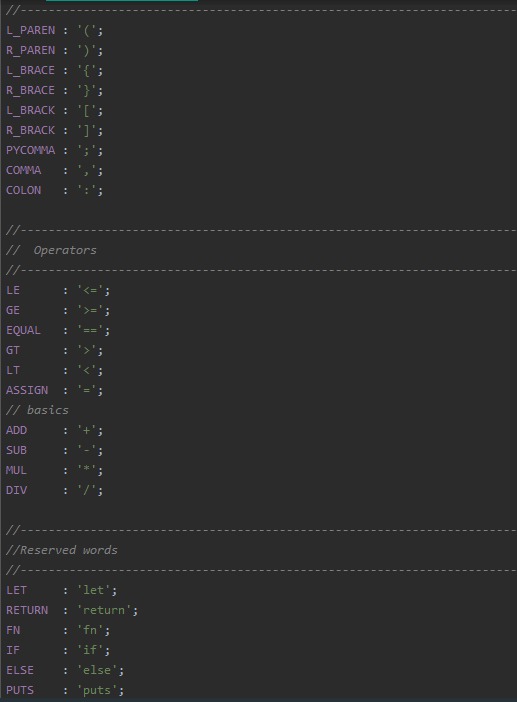 //-----------------------------------------------------------------------
L_PAREN : '(';
R_PAREN : ')';
L_BRACE : '{';
R_BRACE : '}';
L_BRACK : '[';
R_BRACK : ']';
PYCOMMA : ';';
COMMA   : ',';
COLON   : ':';
//-----------------------------------------------------------------------
//  Operators
//-----------------------------------------------------------------------
LE      : '<=';
GE      : '>=';
EQUAL   : '==';
GT      : '>';
LT      : '<';
ASSIGN  : '=';
// basics
ADD     : '+';
SUB     : '-';
MUL     : '*';
DIV     : '/';
//-----------------------------------------------------------------------
//Reserved words
//-----------------------------------------------------------------------
LET     : 'let';
RETURN  : 'return';
FN      : 'fn';
IF      : 'if';
ELSE    : 'else';
PUTS    : 'puts';